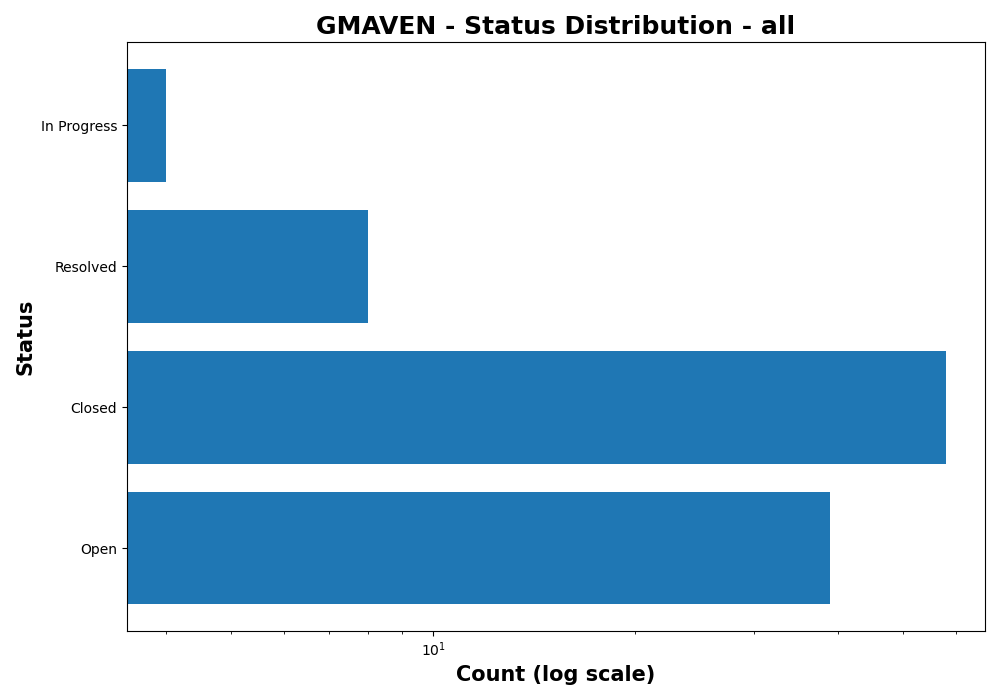 GMAVEN - Status Distribution - all
In Progress
Resolved
Closed
Open
Status
10¹
Count (log scale)